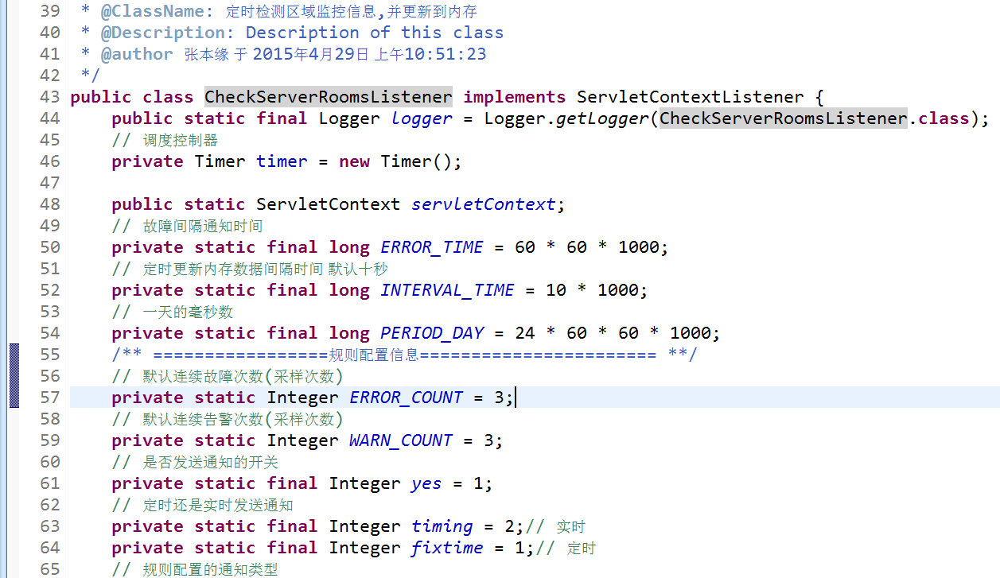 39 * @ClassName: 定时检测区域监控信息,并更新到内存
40 * @Description: Description of this class
41 * @author 张本缘 于 2015年4月29日 上午10:51:23
42 */
43 public class CheckServerRoomsListener implements ServletContextListener {
44 public static final Logger logger = Logger.getLogger(CheckServerRoomsListener.class);
45 // 调度控制器
46 private Timer timer = new Timer();
47
48 public static ServletContext servletContext;
49 // 故障间隔通知时间
50 private static final long ERROR_TIME = 60 * 60 * 1000;
51 // 定时更新内存数据间隔时间 默认十秒
52 private static final long INTERVAL_TIME = 10 * 1000;
53 // 一天的毫秒数
54 private static final long PERIOD_DAY = 24 * 60 * 60 * 1000;
55 /** =================规则配置信息======================= **/
56 // 默认连续故障次数(采样次数)
57 private static Integer ERROR_COUNT = 3;
58 // 默认连续告警次数(采样次数)
59 private static Integer WARN_COUNT = 3;
60 // 是否发送通知的开关
61 private static final Integer yes = 1;
62 // 定时还是实时发送通知
63 private static final Integer timing = 2;// 实时
64 private static final Integer fixtime = 1;// 定时
65 // 规则配置的通知类型